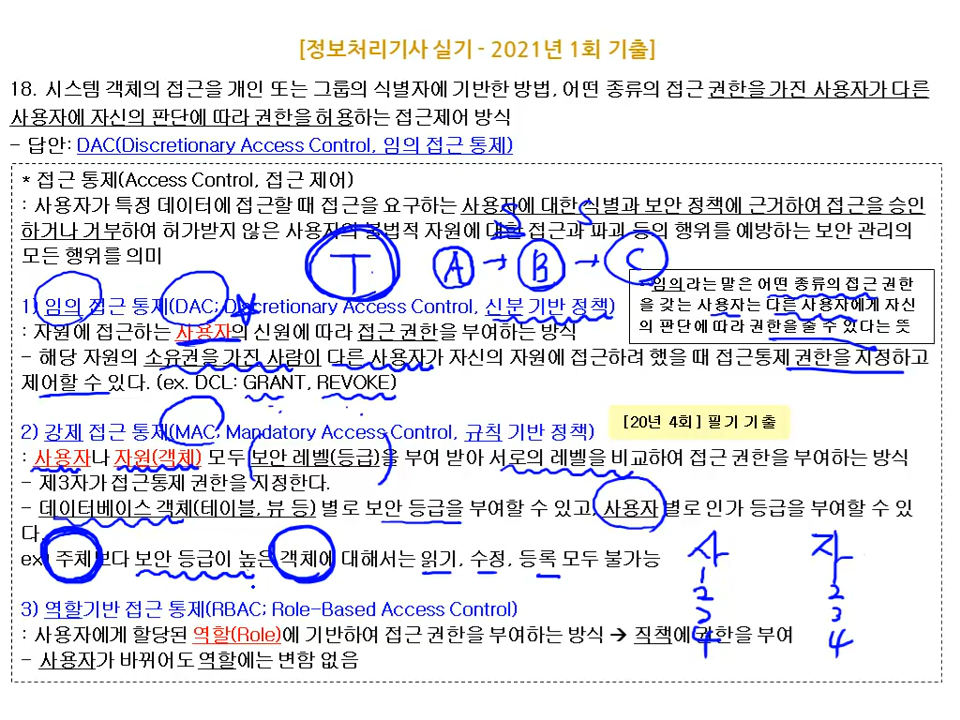 [정보처리기사 실기 - 2021년 1회 기출]
18. 시스템 객체의 접근을 개인 또는 그룹의 식별자에 기반한 방법, 어떤 종류의 접근 권한을 가진 사용자가 다른
사용자에 자신의 판단에 따라 권한을 허용하는 접근제어 방식
- 답안: DAC(Discretionary Access Control, 임의 접근 통제)
* 접근 통제(Access Control, 접근 제어)
: 사용자가 특정 데이터에 접근할 때 접근을 요구하는 사용자에 대한 식별과 보안 정책에 근거하여 접근을 승인
하거나 거부하여 허가받지 않은 사용자의 불법적 자원에 대한 접근과 파괴 등의 행위를 예방하는 보안 관리의
모든 행위를 의미
S S
T A → B → C
* 임의라는 말은 어떤 종류의 접근 권한
을 갖는 사용자는 다른 사용자에게 자신
의 판단에 따라 권한을 줄 수 있다는 뜻
1) 임의 접근 통제(DAC; Discretionary Access Control, 신분 기반 정책)
: 자원에 접근하는 사용자의 신원에 따라 접근 권한을 부여하는 방식
- 해당 자원의 소유권을 가진 사람이 다른 사용자가 자신의 자원에 접근하려 했을 때 접근통제 권한을 지정하고
제어할 수 있다. (ex. DCL: GRANT, REVOKE)
[20년 4회] 필기 기출
2) 강제 접근 통제(MAC; Mandatory Access Control, 규칙 기반 정책)
: 사용자나 자원(객체) 모두 보안 레벨(등급)을 부여 받아 서로의 레벨을 비교하여 접근 권한을 부여하는 방식
- 제3자가 접근통제 권한을 지정한다.
- 데이터베이스 객체(테이블, 뷰 등)별로 보안 등급을 부여할 수 있고, 사용자 별로 인가 등급을 부여할 수 있
다.
ex) 주체보다 보안 등급이 높은 객체에 대해서는 읽기, 수정, 등록 모두 불가능
사 자
1
2 2
3 3
4 4
3) 역할기반 접근 통제(RBAC; Role-Based Access Control)
: 사용자에게 할당된 역할(Role)에 기반하여 접근 권한을 부여하는 방식 → 직책에 권한을 부여
- 사용자가 바뀌어도 역할에는 변함 없음